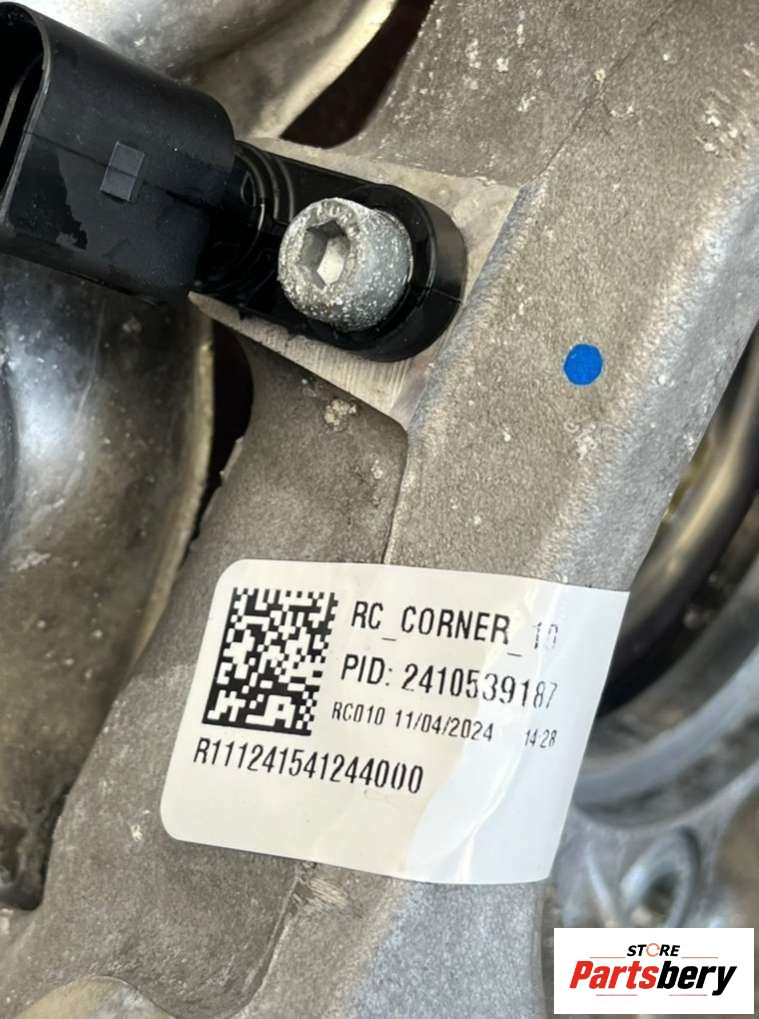 RC_CORNER_10
PID: 2410539187
RC010 11/04/2024 14:28
R111241541244000
STORE
Partsbery